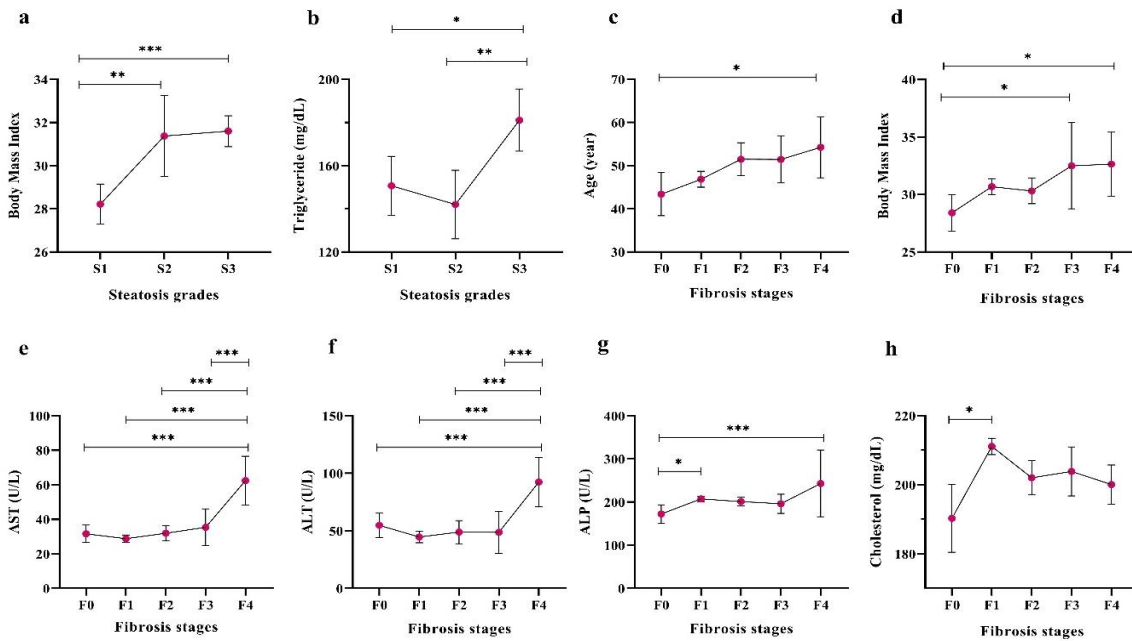 a
***
**
34
32
30
28
26
Body Mass Index
S1 S2 S3
Steatosis grades
b
*
**
200
160
120
Triglyceride (mg/dL)
S1 S2 S3
Steatosis grades
c
*
70
60
50
40
30
Age (year)
F0 F1 F2 F3 F4
Fibrosis stages
d
*
*
40
35
30
25
Body Mass Index
F0 F1 F2 F3 F4
Fibrosis stages
e
***
***
***
***
100
80
60
40
20
0
AST (U/L)
F0 F1 F2 F3 F4
Fibrosis stages
f
***
***
***
***
150
100
50
0
ALT (U/L)
F0 F1 F2 F3 F4
Fibrosis stages
g
***
*
400
300
200
100
0
ALP (U/L)
F0 F1 F2 F3 F4
Fibrosis stages
h
*
220
210
200
190
Cholesterol (mg/dL)
F0 F1 F2 F3 F4
Fibrosis stages